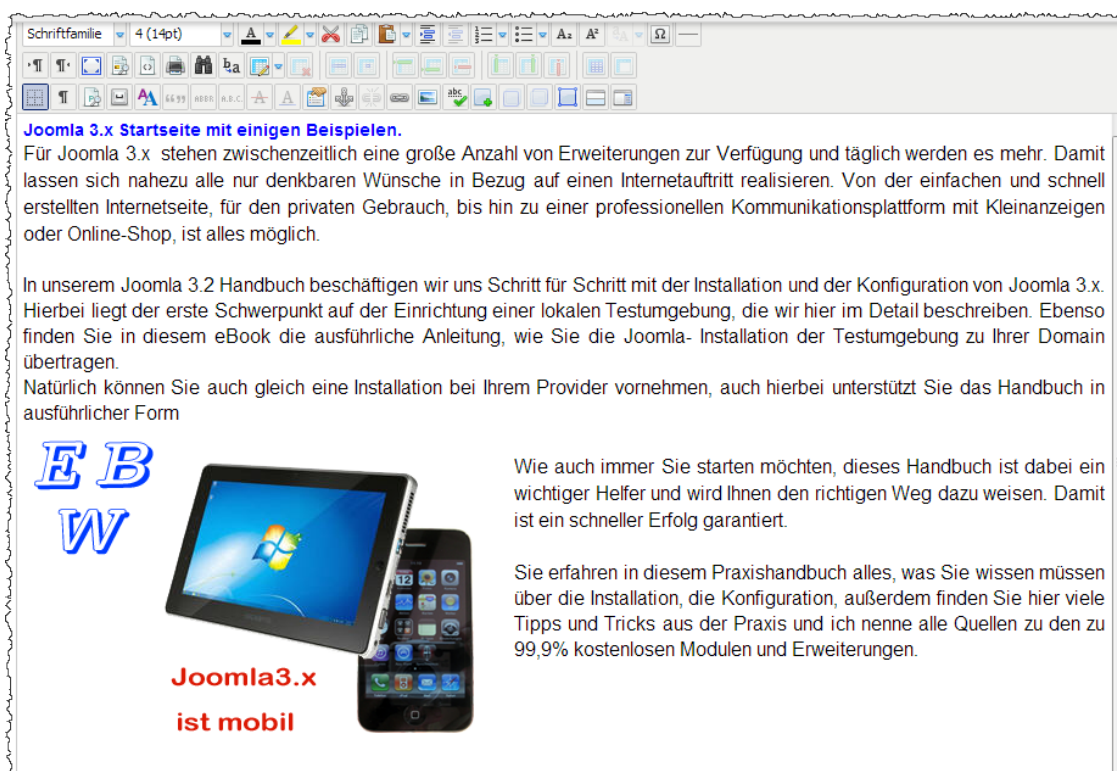 Schriftfamilie 4 (14pt)
Joomla 3.x Startseite mit einigen Beispielen.
Für Joomla 3.x stehen zwischenzeitlich eine große Anzahl von Erweiterungen zur Verfügung und täglich werden es mehr. Damit
lassen sich nahezu alle nur denkbaren Wünsche in Bezug auf einen Internetauftritt realisieren. Von der einfachen und schnell
erstellten Internetseite, für den privaten Gebrauch, bis hin zu einer professionellen Kommunikationsplattform mit Kleinanzeigen
oder Online-Shop, ist alles möglich.
In unserem Joomla 3.2 Handbuch beschäftigen wir uns Schritt für Schritt mit der Installation und der Konfiguration von Joomla 3.x.
Hierbei liegt der erste Schwerpunkt auf der Einrichtung einer lokalen Testumgebung, die wir hier im Detail beschreiben. Ebenso
finden Sie in diesem eBook die ausführliche Anleitung, wie Sie die Joomla- Installation der Testumgebung zu Ihrer Domain
übertragen.
Natürlich können Sie auch gleich eine Installation bei Ihrem Provider vornehmen, auch hierbei unterstützt Sie das Handbuch in
ausführlicher Form
E B
W
Joomla3.x
ist mobil
Wie auch immer Sie starten möchten, dieses Handbuch ist dabei ein
wichtiger Helfer und wird Ihnen den richtigen Weg dazu weisen. Damit
ist ein schneller Erfolg garantiert.
Sie erfahren in diesem Praxishandbuch alles, was Sie wissen müssen
über die Installation, die Konfiguration, außerdem finden Sie hier viele
Tipps und Tricks aus der Praxis und ich nenne alle Quellen zu den zu
99,9% kostenlosen Modulen und Erweiterungen.